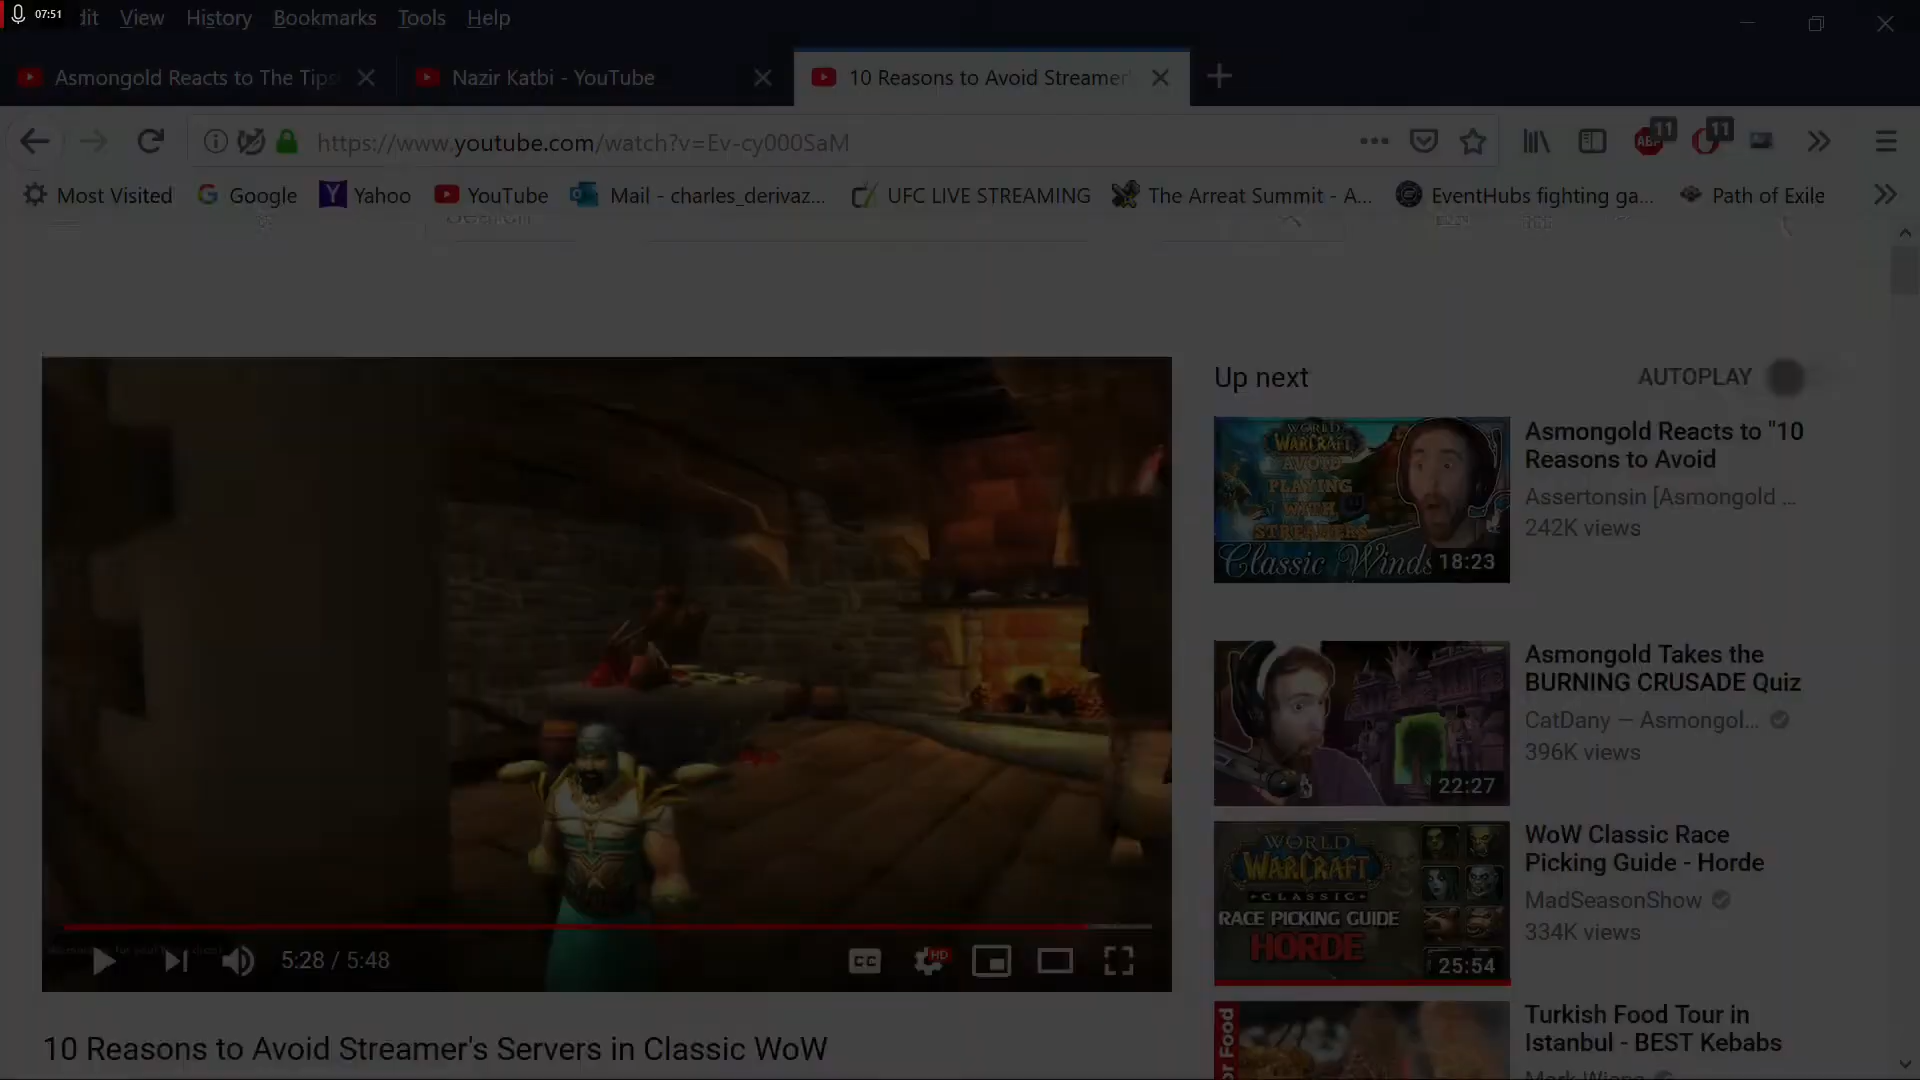 07:51
dit View History Bookmarks Tools Help
Asmongold Reacts to The Tips
Nazir Katbi - YouTube
10 Reasons to Avoid Streamer
https://www.youtube.com/watch?v=Ev-cy000SaM
11
11
Most Visited Google Yahoo YouTube Mail - charles_derivaz... UFC LIVE STREAMING The Arreat Summit - A... EventHubs fighting ga... Path of Exile
Search
Up next
AUTOPLAY
WORLD
WARCRAFT
AVOID
PLAYING
WITH
STREAMERS
Classic Winds
18:23
Asmongold Reacts to "10
Reasons to Avoid
Assertonsin [Asmongold ...
242K views
22:27
Asmongold Takes the
BURNING CRUSADE Quiz
CatDany — Asmongol...
396K views
WORLD
WARCRAFT
CLASSIC
RACE PICKING GUIDE
HORDE
25:54
WoW Classic Race
Picking Guide - Horde
MadSeasonShow
334K views
or Food
Turkish Food Tour in
Istanbul - BEST Kebabs
5:28 / 5:48
CC
HD
10 Reasons to Avoid Streamer's Servers in Classic WoW